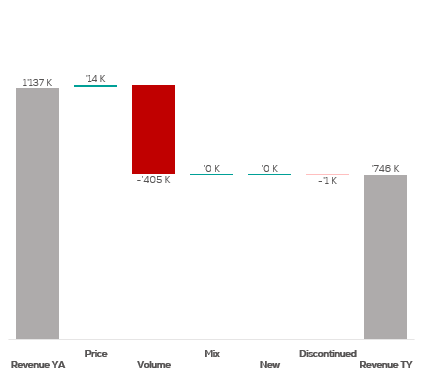 '14 K
1'137 K
'0 K
'0 K
'746 K
-'405 K
-'1 K
Price
Mix
Discontinued
Revenue YA
Volume
New
Revenue TY